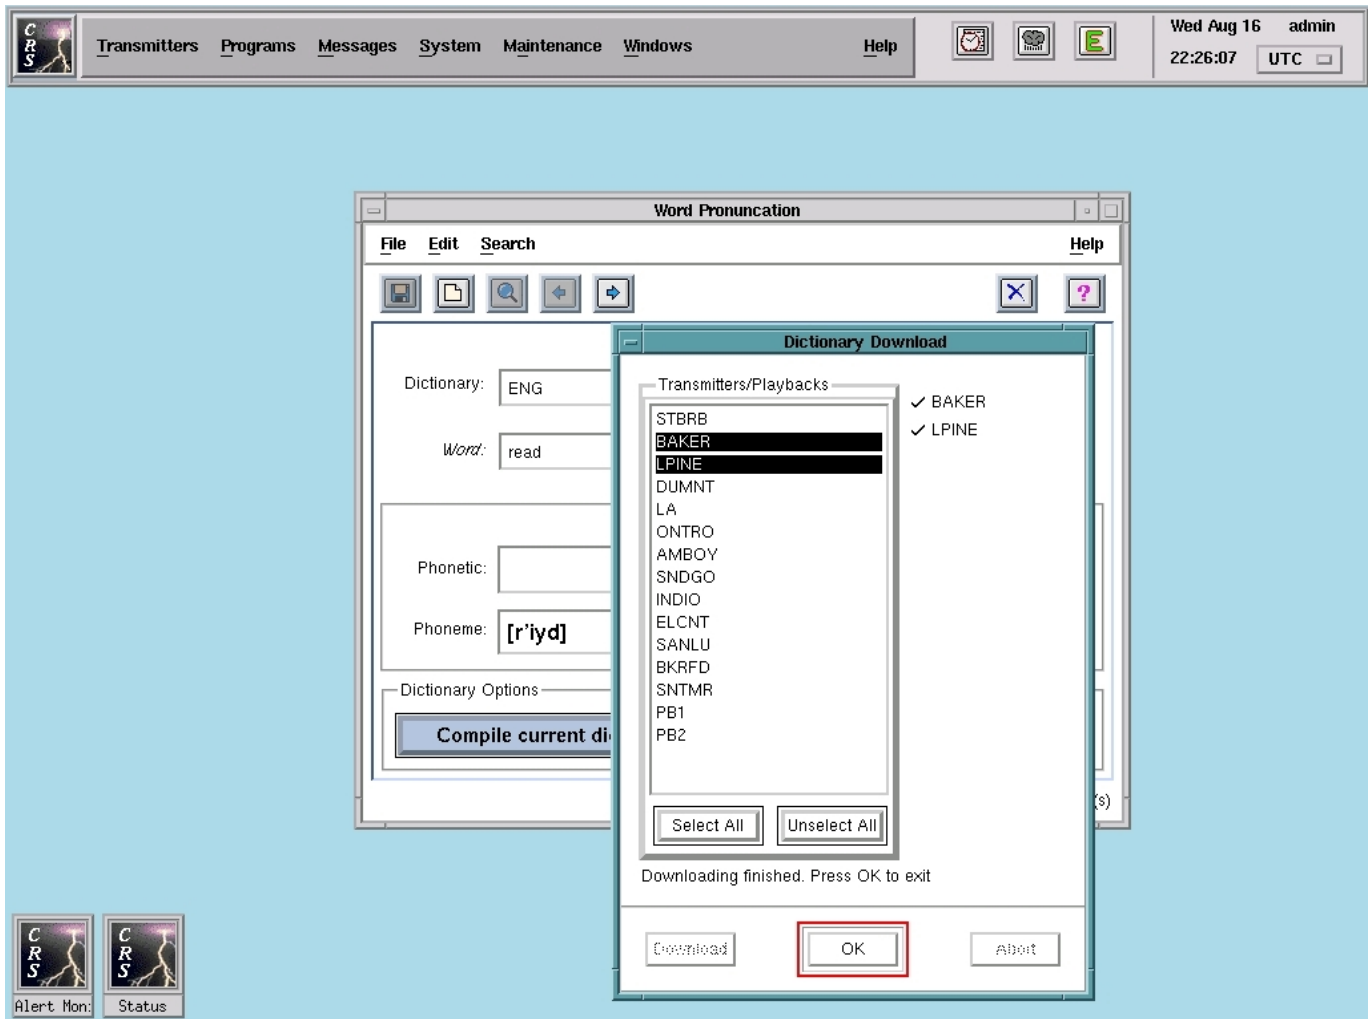 CRS
Transmitters Programs Messages System Maintenance Windows Help
E
Wed Aug 16 admin
22:26:07 UTC
Word Pronuncation
File Edit Search Help
?
Dictionary: ENG
Word: read
Phonetic:
Phoneme: [r'iyd]
Dictionary Options
Compile current di
(s)
Dictionary Download
Transmitters/Playbacks
STBRB
BAKER
LPINE
DUMNT
LA
ONTRO
AMBOY
SNDGO
INDIO
ELCNT
SANLU
BKRFD
SNTMR
PB1
PB2
✓ BAKER
✓ LPINE
Select All Unselect All
Downloading finished. Press OK to exit
Download OK Abort
CRS
Alert Mon:
CRS
Status